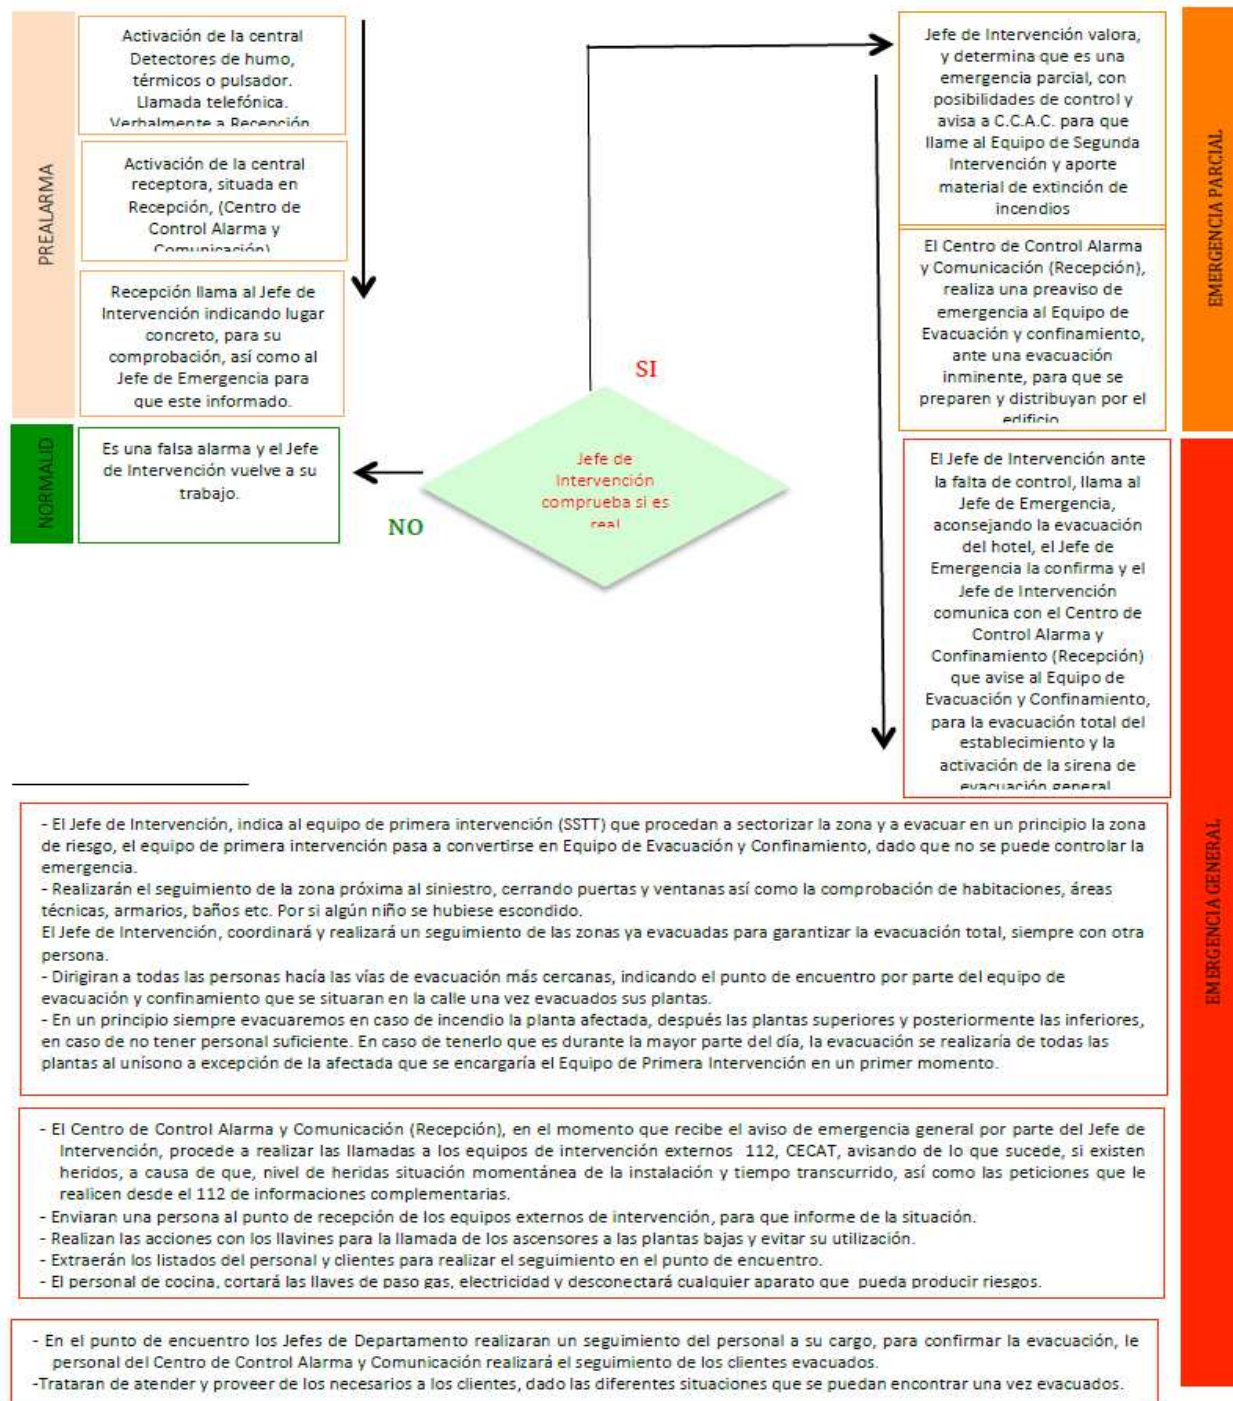 PREALARMA
Activación de la central
Detectores de humo,
térmicos o pulsador.
Llamada telefónica.
Verbalmente a Recepción
Activación de la central
receptora, situada en
Recepción, (Centro de
Control Alarma y
Comunicación)
Recepción llama al Jefe de
Intervención indicando lugar
concreto, para su
comprobación, así como al
Jefe de Emergencia para
que este informado.
NORMALID
Es una falsa alarma y el Jefe
de Intervención vuelve a su
trabajo.
NO
SI
Jefe de
Intervención
comprueba si es
real
EMERGENCIA PARCIAL
Jefe de Intervención valora,
y determina que es una
emergencia parcial, con
posibilidades de control y
avisa a C.C.A.C. para que
llame al Equipo de Segunda
Intervención y aporte
material de extinción de
incendios
El Centro de Control Alarma
y Comunicación (Recepción),
realiza una preaviso de
emergencia al Equipo de
Evacuación y confinamiento,
ante una evacuación
inminente, para que se
preparen y distribuyan por el
edificio
EMERGENCIA GENERAL
El Jefe de Intervención ante
la falta de control, llama al
Jefe de Emergencia,
aconsejando la evacuación
del hotel, el Jefe de
Emergencia la confirma y el
Jefe de Intervención
comunica con el Centro de
Control Alarma y
Confinamiento (Recepción)
que avise al Equipo de
Evacuación y Confinamiento,
para la evacuación total del
establecimiento y la
activación de la sirena de
evacuación general
- El Jefe de Intervención, indica al equipo de primera intervención (SSTT) que procedan a sectorizar la zona y a evacuar en un principio la zona
de riesgo, el equipo de primera intervención pasa a convertirse en Equipo de Evacuación y Confinamiento, dado que no se puede controlar la
emergencia.
- Realizarán el seguimiento de la zona próxima al siniestro, cerrando puertas y ventanas así como la comprobación de habitaciones, áreas
técnicas, armarios, baños etc. Por si algún niño se hubiese escondido.
El Jefe de Intervención, coordinará y realizará un seguimiento de las zonas ya evacuadas para garantizar la evacuación total, siempre con otra
persona.
- Dirigiran a todas las personas hacía las vías de evacuación más cercanas, indicando el punto de encuentro por parte del equipo de
evacuación y confinamiento que se situaran en la calle una vez evacuados sus plantas.
- En un principio siempre evacuaremos en caso de incendio la planta afectada, después las plantas superiores y posteriormente las inferiores,
en caso de no tener personal suficiente. En caso de tenerlo que es durante la mayor parte del día, la evacuación se realizaría de todas las
plantas al unísono a excepción de la afectada que se encargaría el Equipo de Primera Intervención en un primer momento.
- El Centro de Control Alarma y Comunicación (Recepción), en el momento que recibe el aviso de emergencia general por parte del Jefe de
Intervención, procede a realizar las llamadas a los equipos de intervención externos 112, CECAT, avisando de lo que sucede, si existen
heridos, a causa de que, nivel de heridas situación momentánea de la instalación y tiempo transcurrido, así como las peticiones que le
realicen desde el 112 de informaciones complementarias.
- Enviaran una persona al punto de recepción de los equipos externos de intervención, para que informe de la situación.
- Realizan las acciones con los llavines para la llamada de los ascensores a las plantas bajas y evitar su utilización.
- Extraerán los listados del personal y clientes para realizar el seguimiento en el punto de encuentro.
- El personal de cocina, cortará las llaves de paso gas, electricidad y desconectará cualquier aparato que pueda producir riesgos.
- En el punto de encuentro los Jefes de Departamento realizaran un seguimiento del personal a su cargo, para confirmar la evacuación, le
personal del Centro de Control Alarma y Comunicación realizará el seguimiento de los clientes evacuados.
-Trataran de atender y proveer de los necesarios a los clientes, dado las diferentes situaciones que se puedan encontrar una vez evacuados.